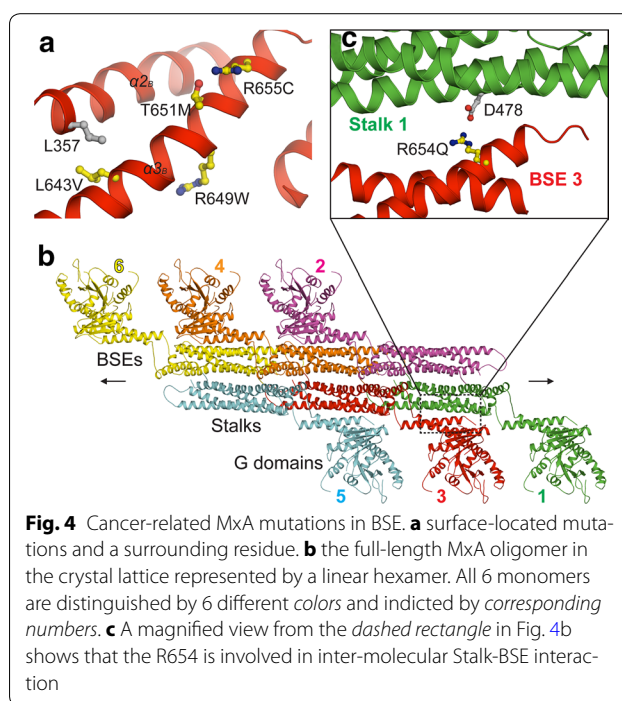 a
α2B
R655C
T651M
L357
α3B
L643V
R649W
c
Stalk 1
D478
R654Q
BSE 3
b
6
4
2
BSEs
Stalks
G domains
5
3
1
Fig. 4 Cancer-related MxA mutations in BSE. a surface-located muta-
tions and a surrounding residue. b the full-length MxA oligomer in
the crystal lattice represented by a linear hexamer. All 6 monomers
are distinguished by 6 different colors and indicted by corresponding
numbers. c A magnified view from the dashed rectangle in Fig. 4b
shows that the R654 is involved in inter-molecular Stalk-BSE interac-
tion